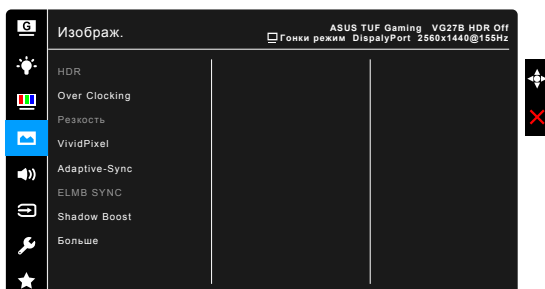 G
Изображ.
ASUS TUF Gaming VG27B HDR Off
Гонки режим DispalyPort 2560x1440@155Hz
HDR
Over Clocking
Резкость
VividPixel
Adaptive-Sync
ELMB SYNC
Shadow Boost
Больше